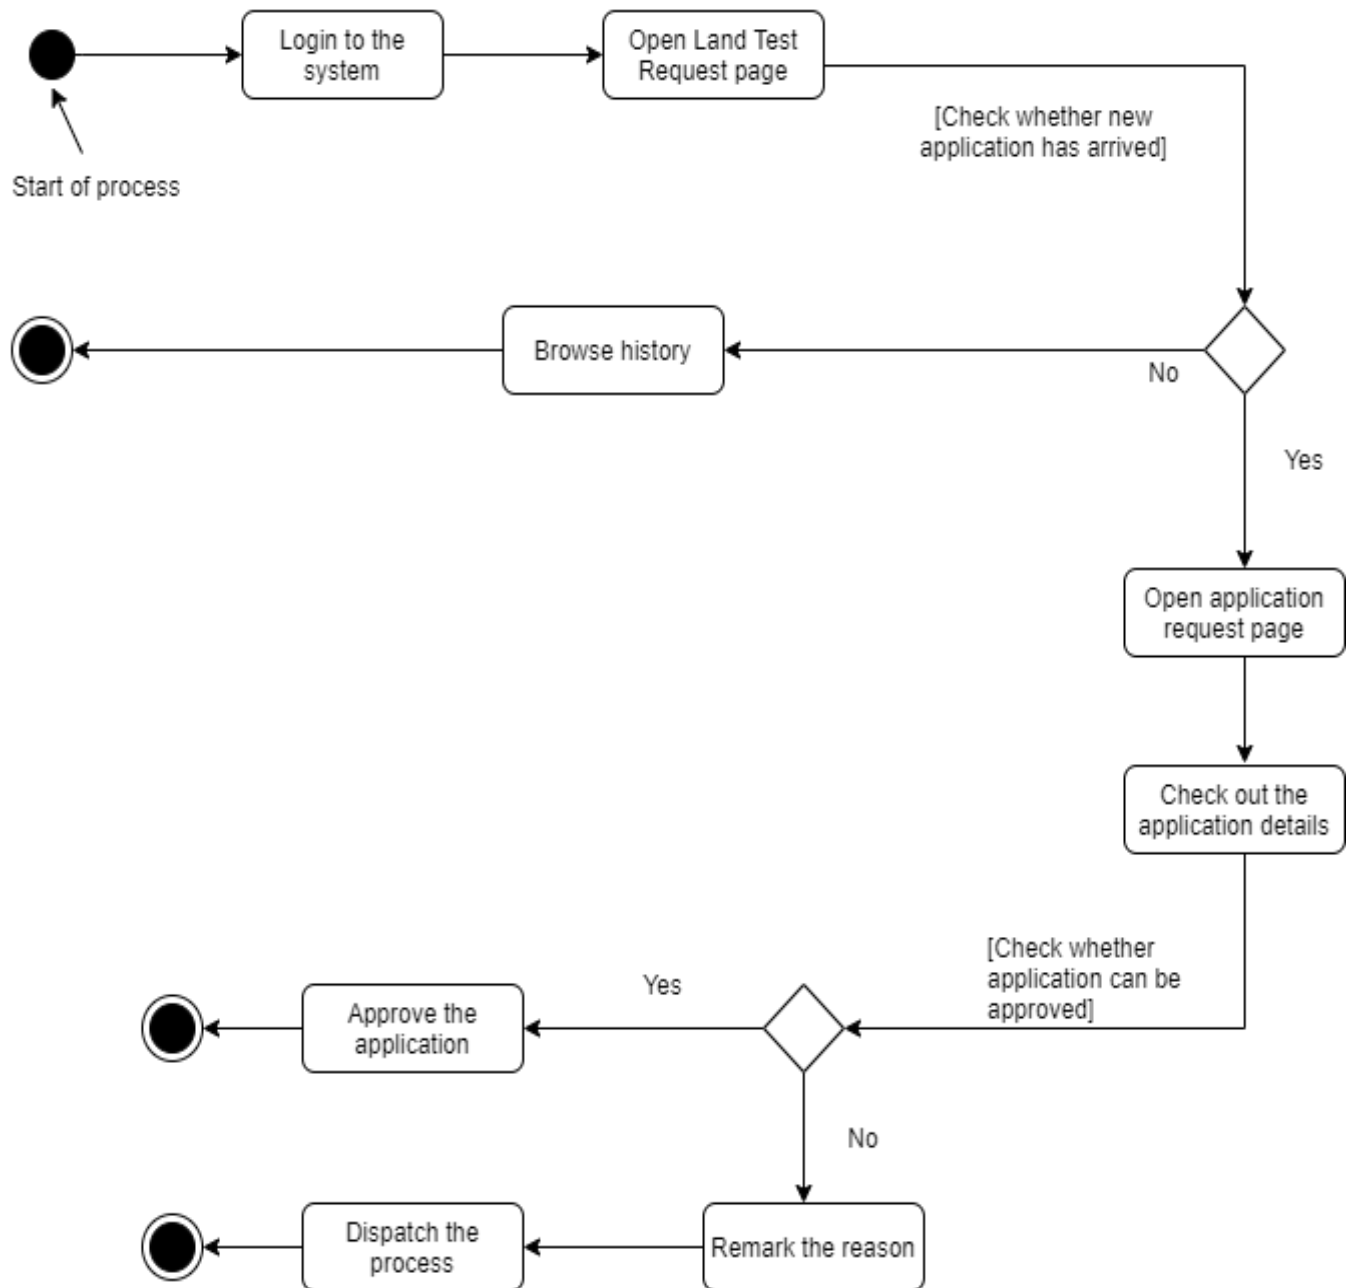 Login to the
system
Open Land Test
Request page
[Check whether new
application has arrived]
Start of process
Browse history
No
Yes
Open application
request page
Check out the
application details
[Check whether
application can be
approved]
Yes
Approve the
application
No
Dispatch the
process
Remark the reason